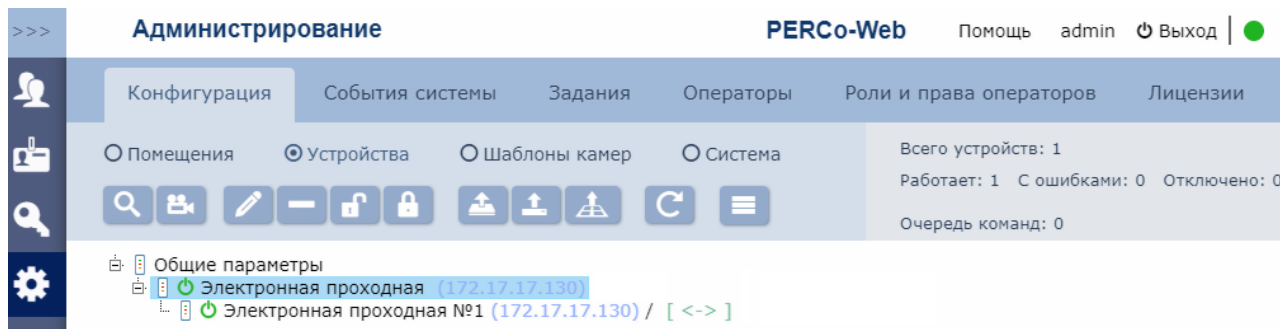 >>> Администрирование PERCo-Web Помощь admin Выход
Конфигурация События системы Задания Операторы Роли и права операторов Лицензии
Помещения Устройства Шаблоны камер Система
Всего устройств: 1
Работает: 1 С ошибками: 0 Отключено: 0
Очередь команд: 0
Общие параметры
Электронная проходная (172.17.17.130)
Электронная проходная №1 (172.17.17.130) / [ <-> ]